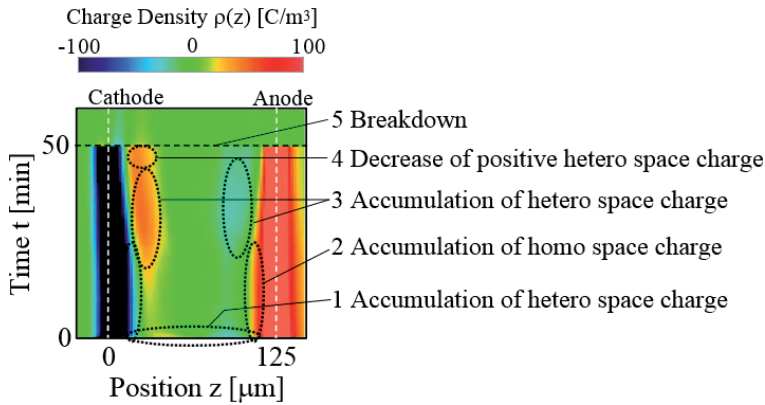 Charge Density ρ(z) [C/m³]
-100 0 100
Cathode Anode
50
5 Breakdown
4 Decrease of positive hetero space charge
3 Accumulation of hetero space charge
2 Accumulation of homo space charge
1 Accumulation of hetero space charge
Time t [min]
0
0 125
Position z [μm]